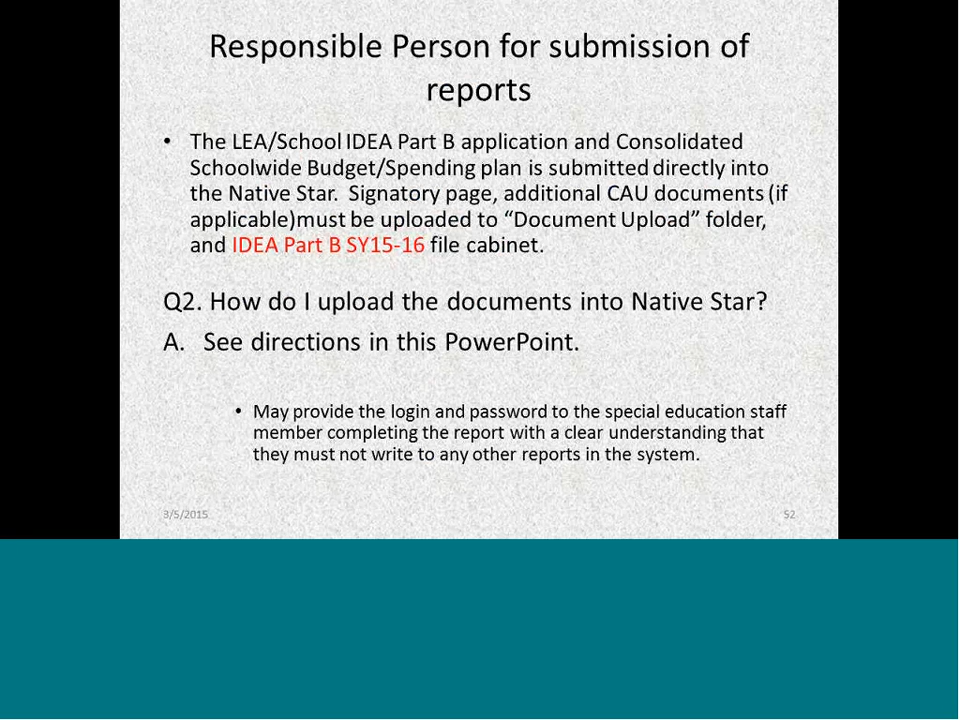 Responsible Person for submission of
reports
• The LEA/School IDEA Part B application and Consolidated
Schoolwide Budget/Spending plan is submitted directly into
the Native Star. Signatory page, additional CAU documents (if
applicable)must be uploaded to “Document Upload” folder,
and IDEA Part B SY15-16 file cabinet.
Q2. How do I upload the documents into Native Star?
A. See directions in this PowerPoint.
• May provide the login and password to the special education staff
member completing the report with a clear understanding that
they must not write to any other reports in the system.
3/5/2015 52